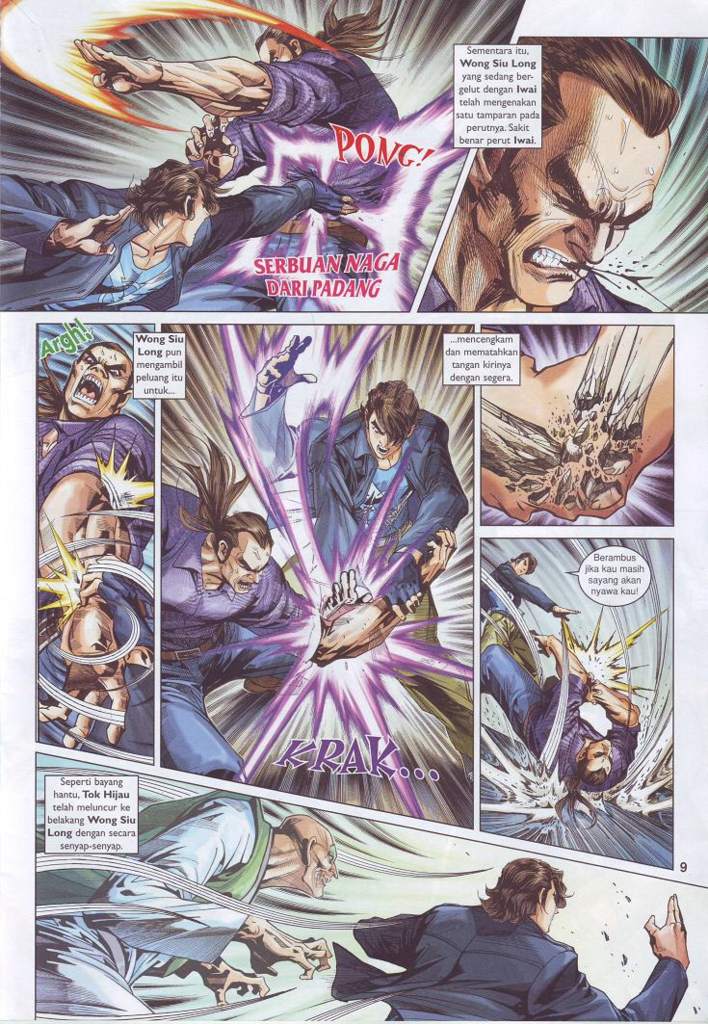 PONG!
SERBUAN NAGA
DARI PADANG
Sementara itu,
Wong Siu Long
yang sedang ber-
gelut dengan Iwai
telah mengenakan
satu tamparan pada
perutnya. Sakit
benar perut Iwai.
Argh!
Wong Siu
Long pun
mengambil
peluang itu
untuk...
...mencengkam
dan mematahkan
tangan kirinya
dengan segera.
KRAK...
Berambus
jika kau masih
sayang akan
nyawa kau!
Seperti bayang
hantu, Tok Hijau
telah meluncur ke
belakang Wong Siu
Long dengan secara
senyap-senyap.
9